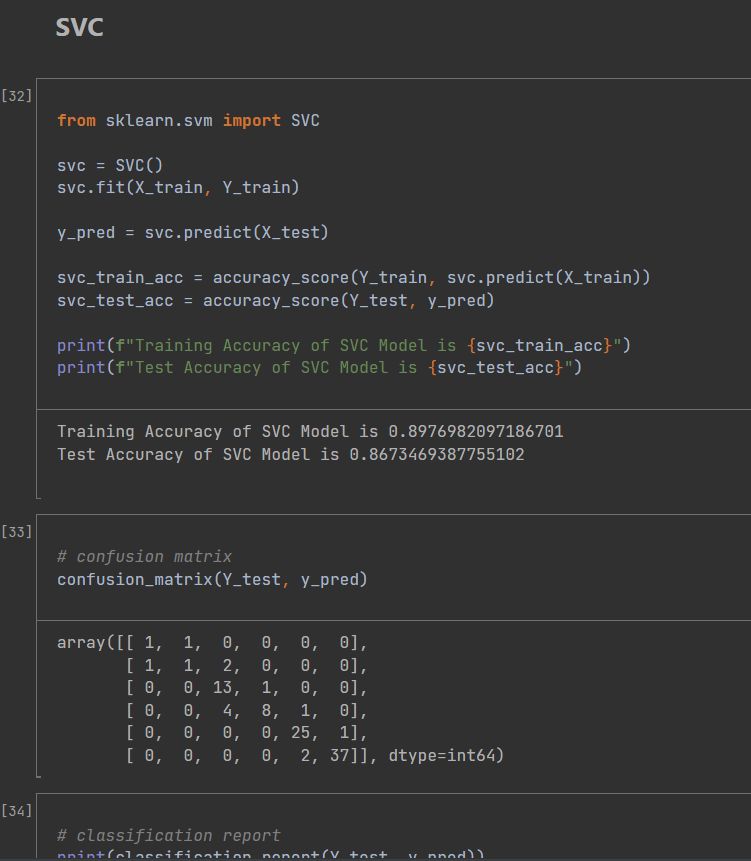 SVC
[32]
from sklearn.svm import SVC
svc = SVC()
svc.fit(X_train, Y_train)
y_pred = svc.predict(X_test)
svc_train_acc = accuracy_score(Y_train, svc.predict(X_train))
svc_test_acc = accuracy_score(Y_test, y_pred)
print(f"Training Accuracy of SVC Model is {svc_train_acc}")
print(f"Test Accuracy of SVC Model is {svc_test_acc}")
Training Accuracy of SVC Model is 0.8976982097186701
Test Accuracy of SVC Model is 0.8673469387755102
[33]
# confusion matrix
confusion_matrix(Y_test, y_pred)
array([[ 1,  1,  0,  0,  0,  0],
       [ 1,  1,  2,  0,  0,  0],
       [ 0,  0, 13,  1,  0,  0],
       [ 0,  0,  4,  8,  1,  0],
       [ 0,  0,  0,  0, 25,  1],
       [ 0,  0,  0,  0,  2, 37]], dtype=int64)
[34]
# classification report
print(classification_report(Y_test, y_pred))